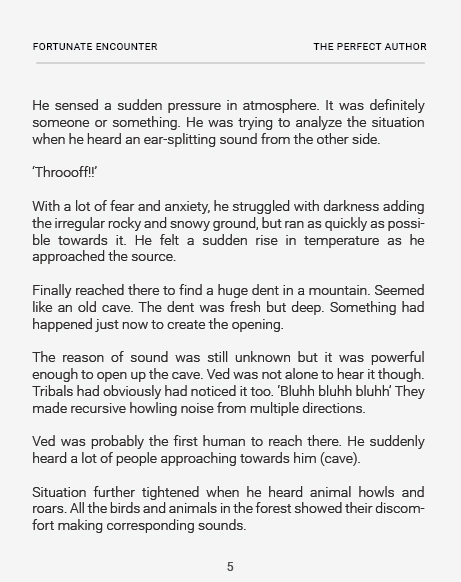 FORTUNATE ENCOUNTER THE PERFECT AUTHOR
He sensed a sudden pressure in atmosphere. It was definitely
someone or something. He was trying to analyze the situation
when he heard an ear-splitting sound from the other side.
‘Throooff!!’
With a lot of fear and anxiety, he struggled with darkness adding
the irregular rocky and snowy ground, but ran as quickly as possi-
ble towards it. He felt a sudden rise in temperature as he
approached the source.
Finally reached there to find a huge dent in a mountain. Seemed
like an old cave. The dent was fresh but deep. Something had
happened just now to create the opening.
The reason of sound was still unknown but it was powerful
enough to open up the cave. Ved was not alone to hear it though.
Tribals had obviously had noticed it too. ‘Bluhh bluhh bluhh’ They
made recursive howling noise from multiple directions.
Ved was probably the first human to reach there. He suddenly
heard a lot of people approaching towards him (cave).
Situation further tightened when he heard animal howls and
roars. All the birds and animals in the forest showed their discom-
fort making corresponding sounds.
5